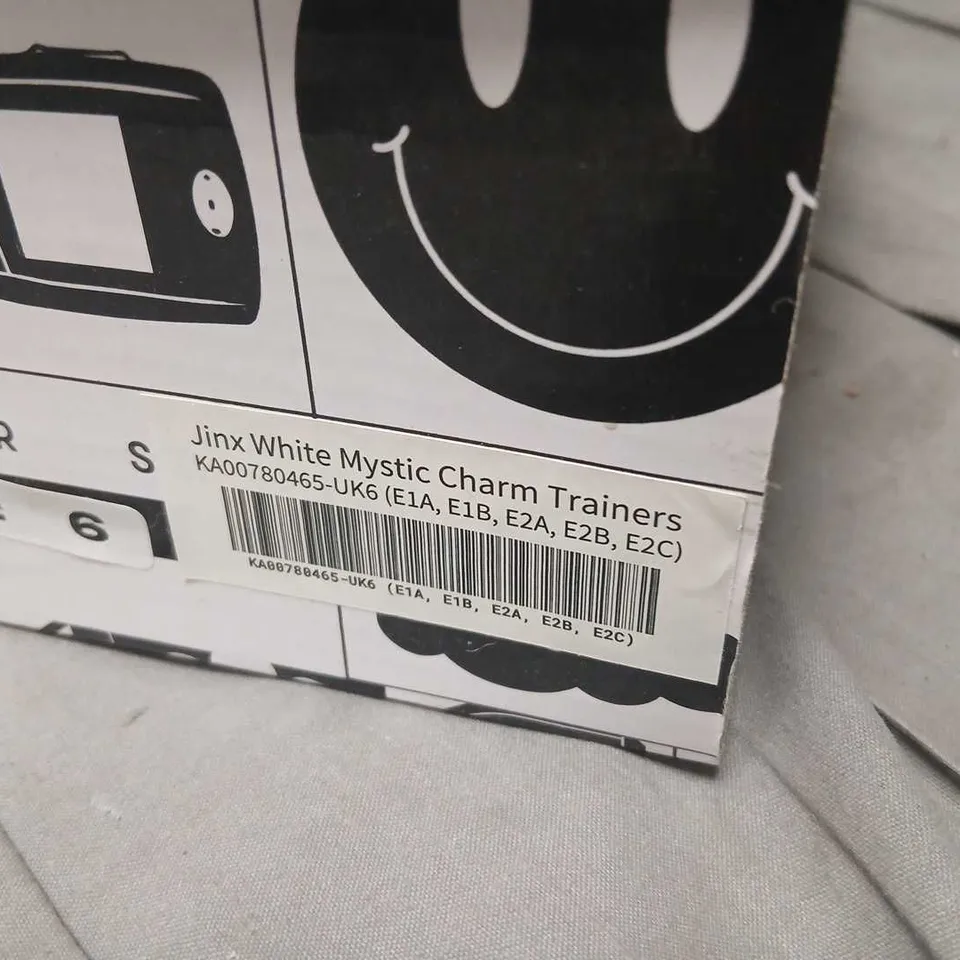 R S
6
Jinx White Mystic Charm Trainers
KA00780465-UK6 (E1A, E1B, E2A, E2B, E2C)
KA00780465-UK6 (E1A, E1B, E2A, E2B, E2C)